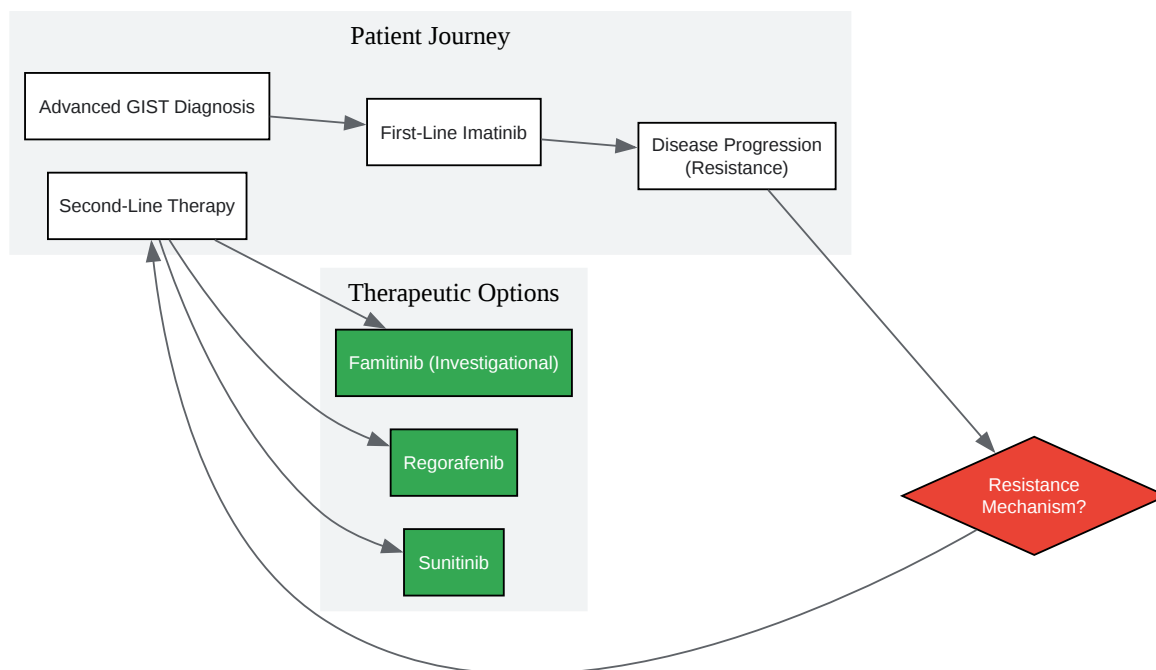 Patient Journey
Advanced GIST Diagnosis
First-Line Imatinib
Disease Progression
(Resistance)
Second-Line Therapy
Therapeutic Options
Famitinib (Investigational)
Regorafenib
Sunitinib
Resistance
Mechanism?